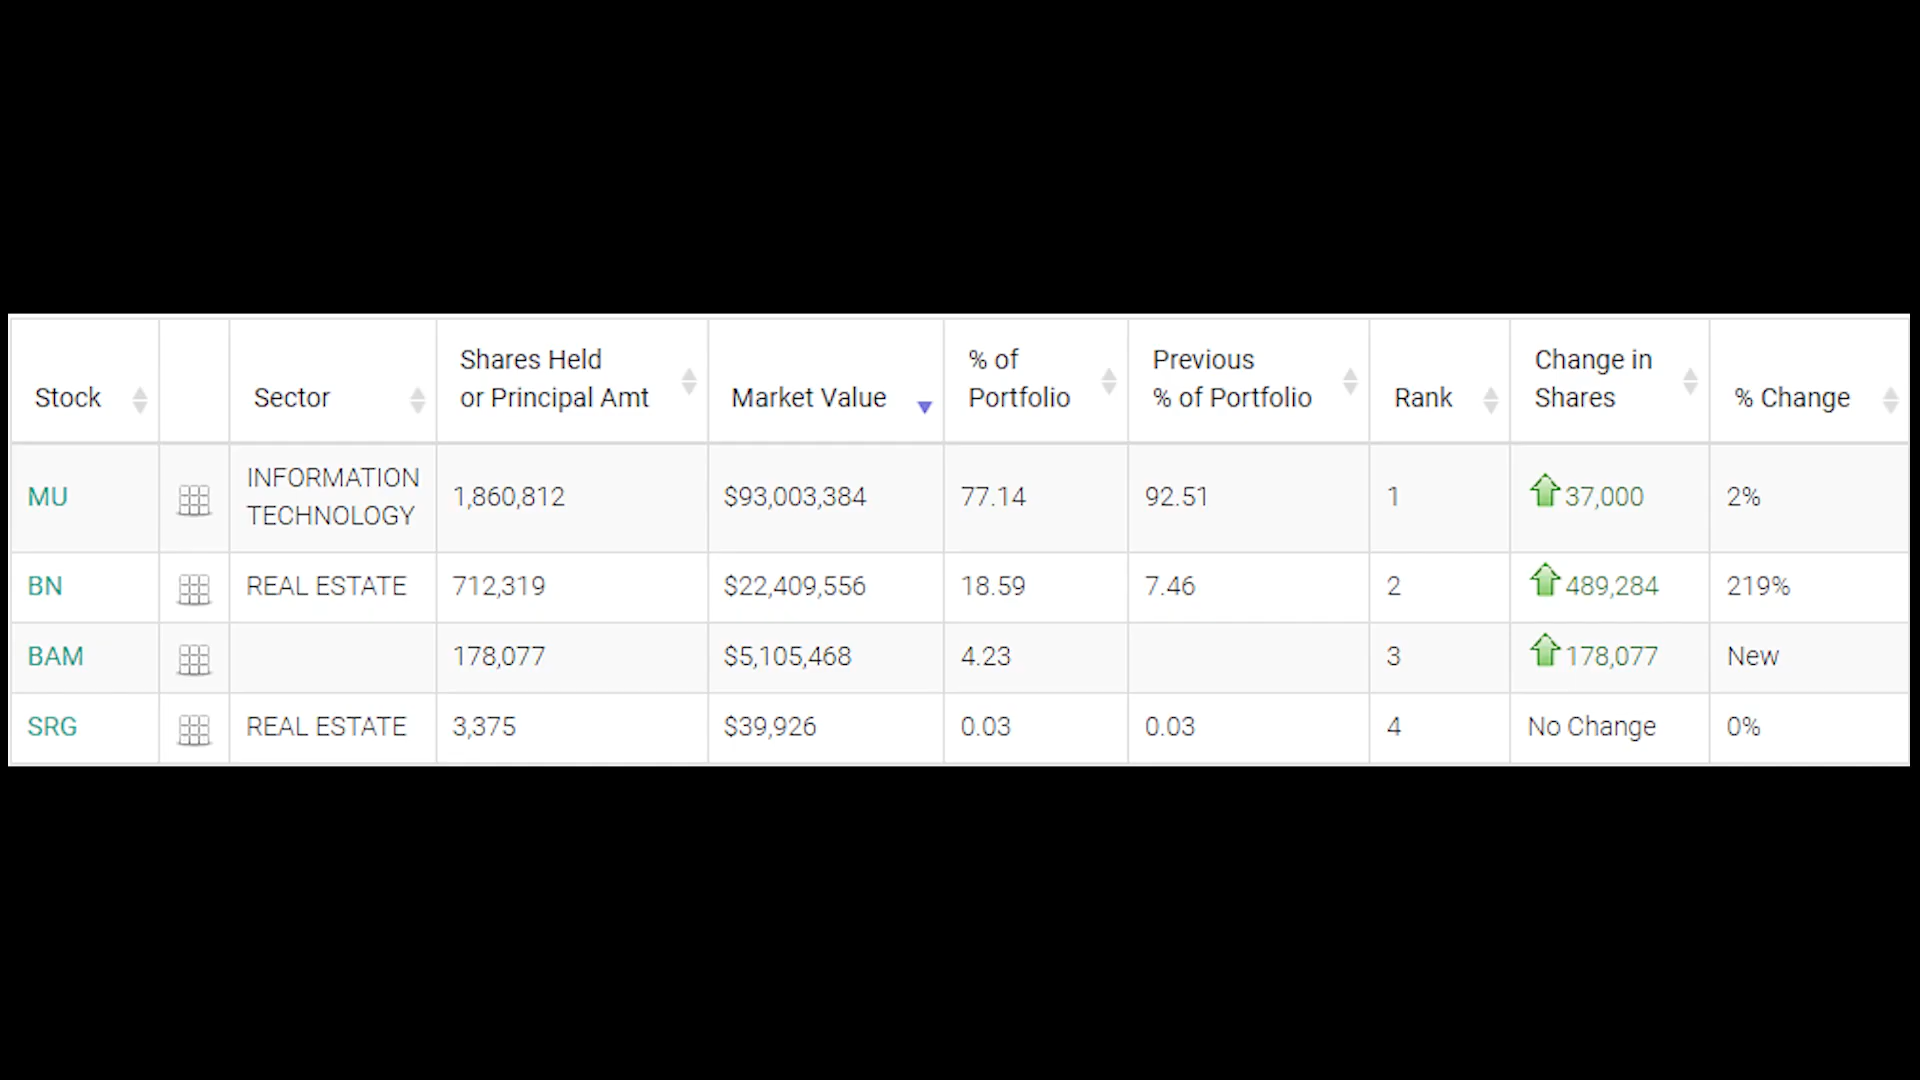 Stock Sector Shares Held or Principal Amt Market Value % of Portfolio Previous % of Portfolio Rank Change in Shares % Change
MU INFORMATION TECHNOLOGY 1,860,812 $93,003,384 77.14 92.51 1 37,000 2%
BN REAL ESTATE 712,319 $22,409,556 18.59 7.46 2 489,284 219%
BAM 178,077 $5,105,468 4.23 3 178,077 New
SRG REAL ESTATE 3,375 $39,926 0.03 0.03 4 No Change 0%